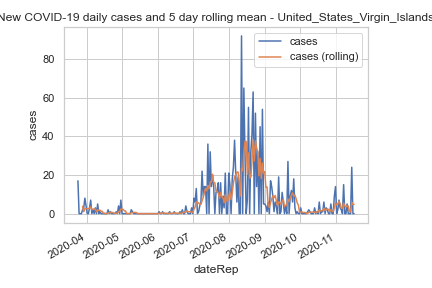 New COVID-19 daily cases and 5 day rolling mean - United_States_Virgin_Islands
cases
cases (rolling)
80
60
40
20
0
cases
2020-04
2020-05
2020-06
2020-07
2020-08
2020-09
2020-10
2020-11
dateRep